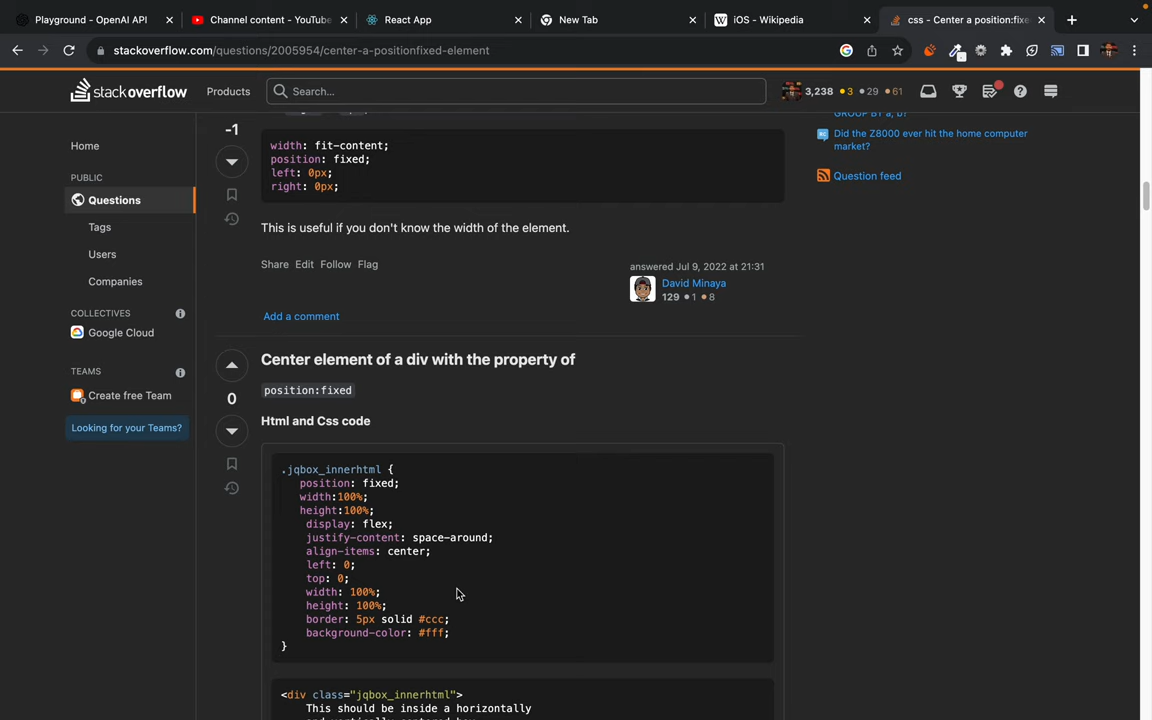 Playground - OpenAI API
Channel content - YouTube
React App
New Tab
iOS - Wikipedia
css - Center a position:fixe
stackoverflow.com/questions/2005954/center-a-positionfixed-element
stackoverflow
Products
Search...
3,238 3 29 61
Home
PUBLIC
Questions
Tags
Users
Companies
COLLECTIVES
Google Cloud
TEAMS
Create free Team
Looking for your Teams?
-1
width: fit-content;
position: fixed;
left: 0px;
right: 0px;
This is useful if you don't know the width of the element.
Share Edit Follow Flag
answered Jul 9, 2022 at 21:31
David Minaya
129 1 8
Add a comment
0
Center element of a div with the property of
position:fixed
Html and Css code
.jqbox_innerhtml {
position: fixed;
width:100%;
height:100%;
display: flex;
justify-content: space-around;
align-items: center;
left: 0;
top: 0;
width: 100%;
height: 100%;
border: 5px solid #ccc;
background-color: #fff;
}
<div class="jqbox_innerhtml">
This should be inside a horizontally
GROUP BY a, b?
Did the Z8000 ever hit the home computer
market?
Question feed